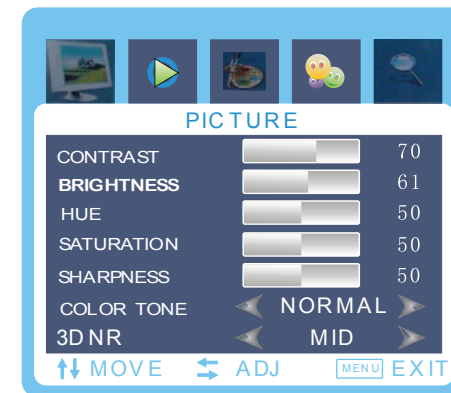 PICTURE
CONTRAST 70
BRIGHTNESS 61
HUE 50
SATURATION 50
SHARPNESS 50
COLOR TONE NORMAL
3D NR MID
MOVE ADJ MENU EXIT